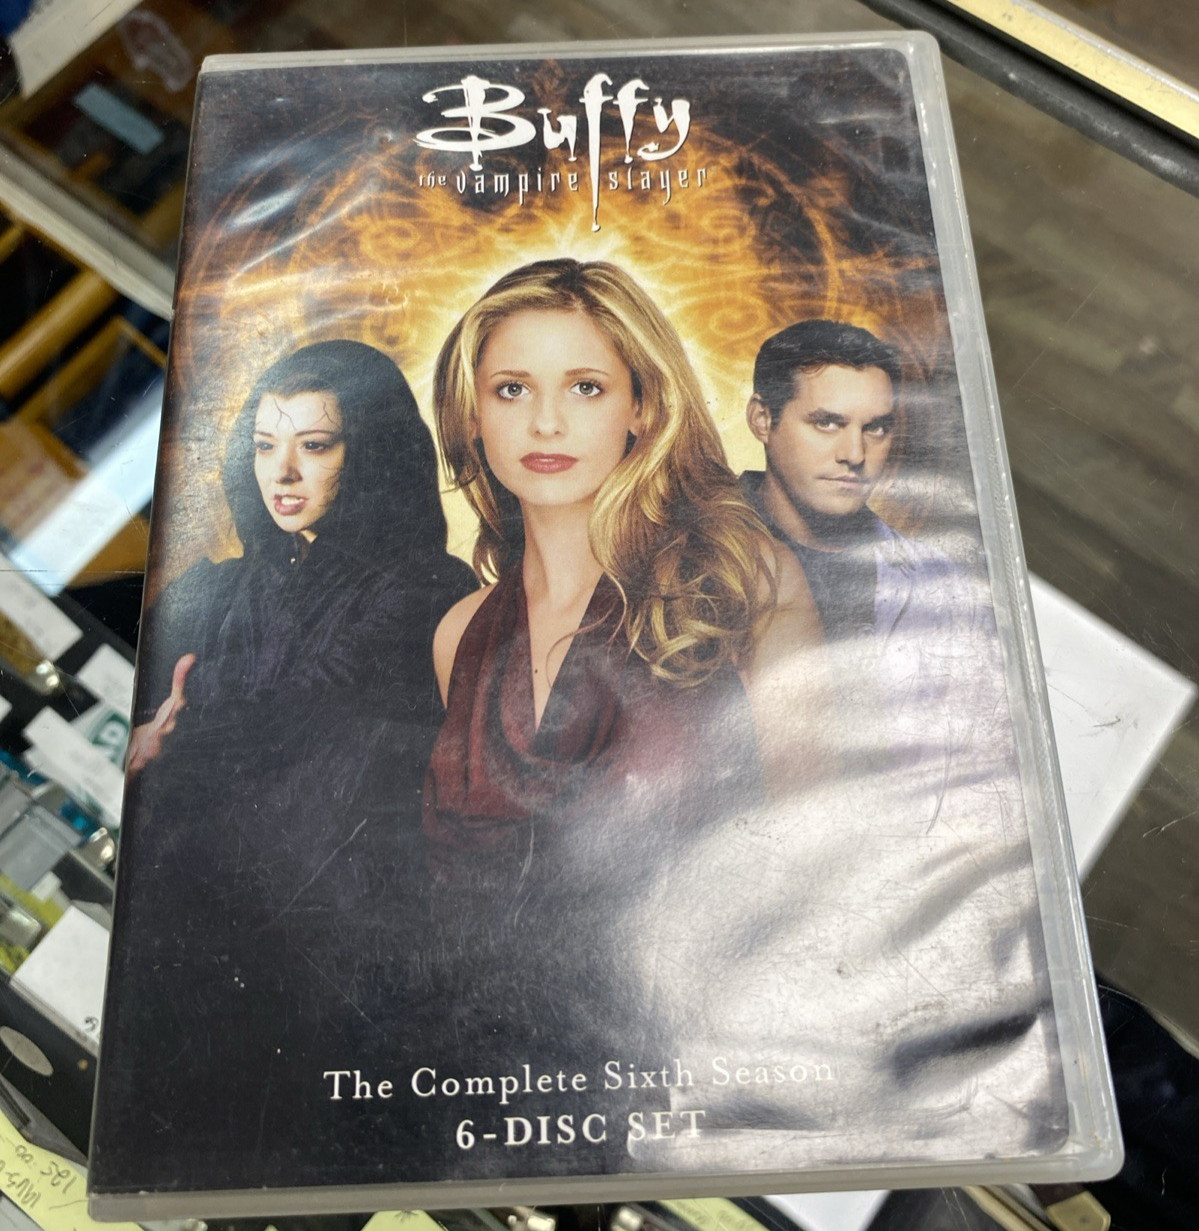 Buffy
the vampire slayer
The Complete Sixth Season
6-DISC SET